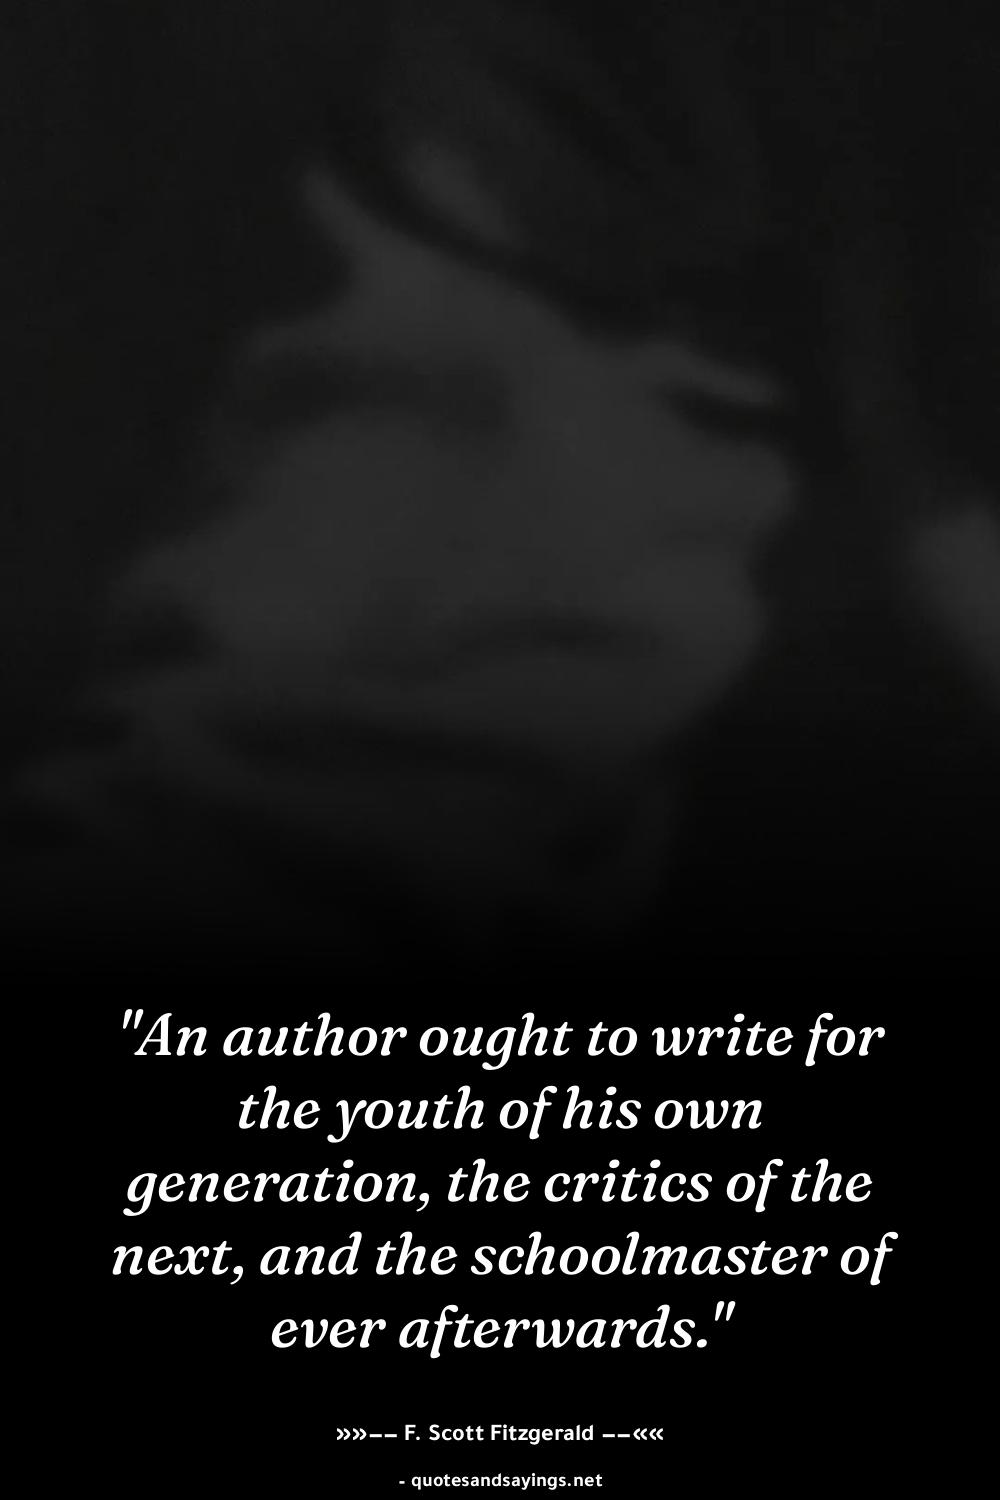 "An author ought to write for
the youth of his own
generation, the critics of the
next, and the schoolmaster of
ever afterwards."
»»–– F. Scott Fitzgerald ––««
- quotesandsayings.net